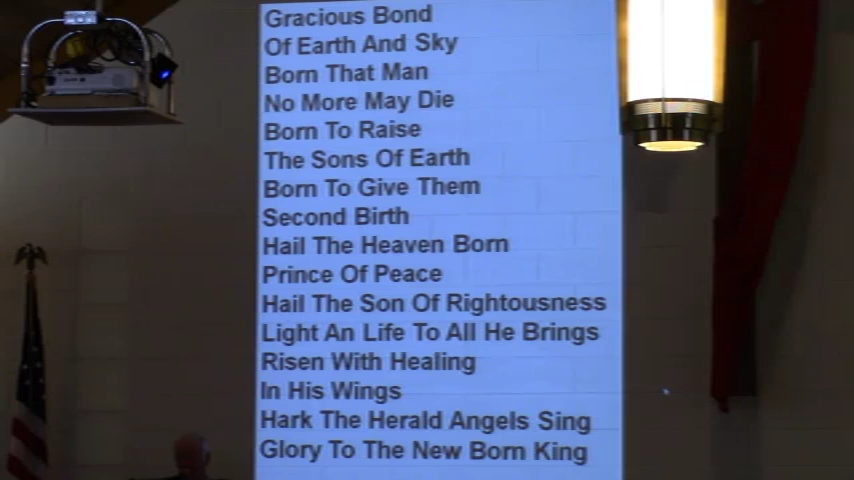 Gracious Bond
Of Earth And Sky
Born That Man
No More May Die
Born To Raise
The Sons Of Earth
Born To Give Them
Second Birth
Hail The Heaven Born
Prince Of Peace
Hail The Son Of Rightousness
Light An Life To All He Brings
Risen With Healing
In His Wings
Hark The Herald Angels Sing
Glory To The New Born King